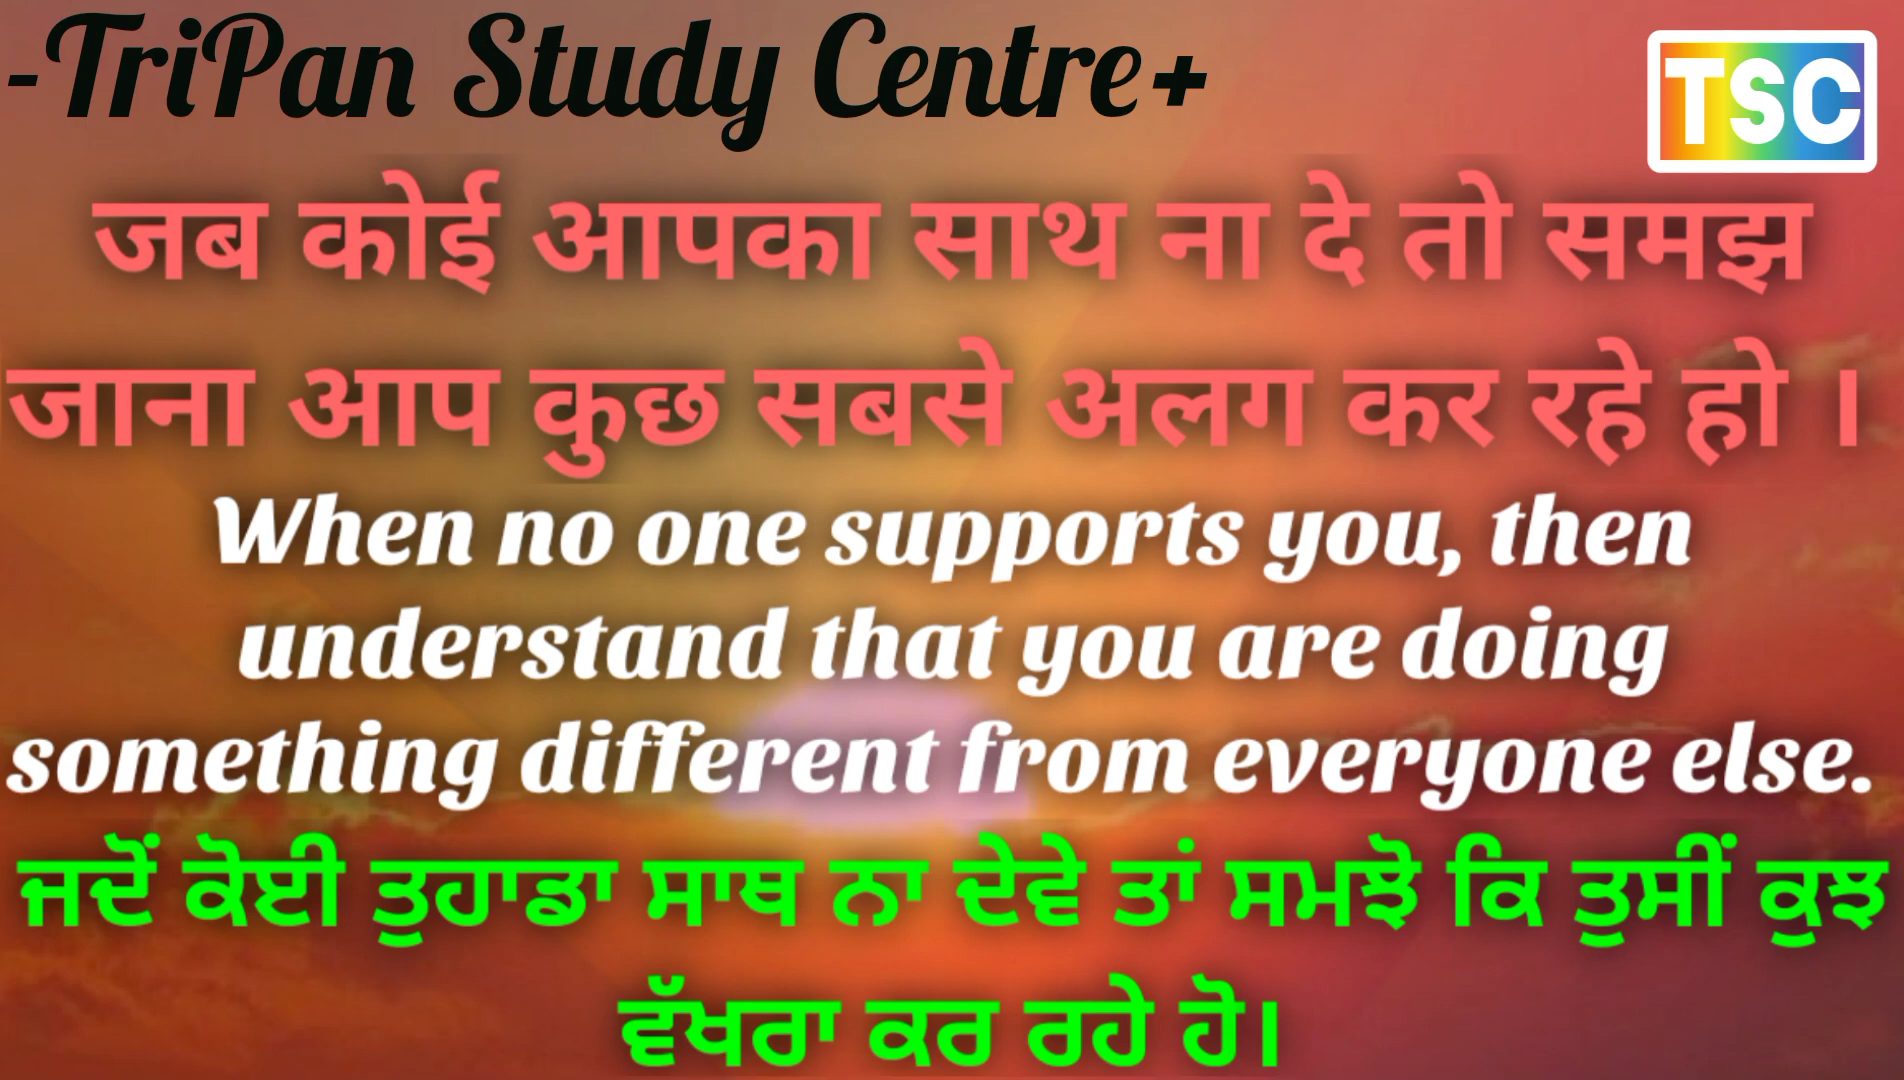 -TriPan Study Centre+
TSC
जब कोई आपका साथ ना दे तो समझ
जाना आप कुछ सबसे अलग कर रहे हो ।
When no one supports you, then
understand that you are doing
something different from everyone else.
ਜਦੋਂ ਕੋਈ ਤੁਹਾਡਾ ਸਾਥ ਨਾ ਦੇਵੇ ਤਾਂ ਸਮਝੋ ਕਿ ਤੁਸੀਂ ਕੁਝ
ਵੱਖਰਾ ਕਰ ਰਹੇ ਹੋ।